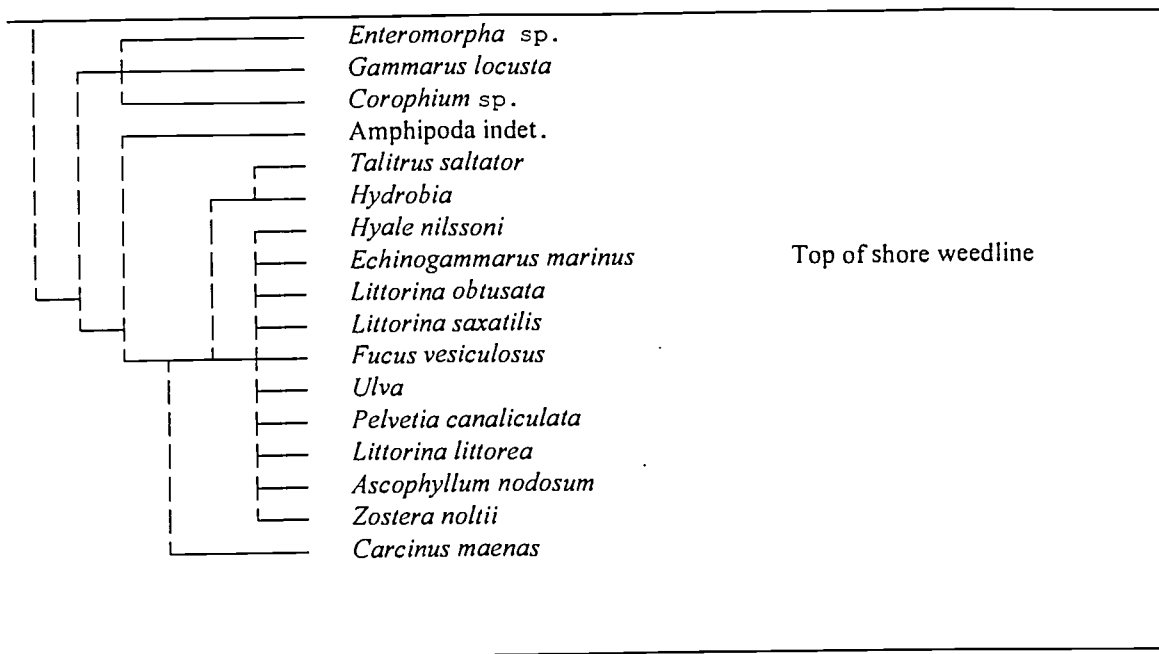 Enteromorpha sp.
Gammarus locusta
Corophium sp.
Amphipoda indet.
Talitrus saltator
Hydrobia
Hyale nilssoni
Echinogammarus marinus Top of shore weedline
Littorina obtusata
Littorina saxatilis
Fucus vesiculosus
Ulva
Pelvetia canaliculata
Littorina littorea
Ascophyllum nodosum
Zostera noltii
Carcinus maenas